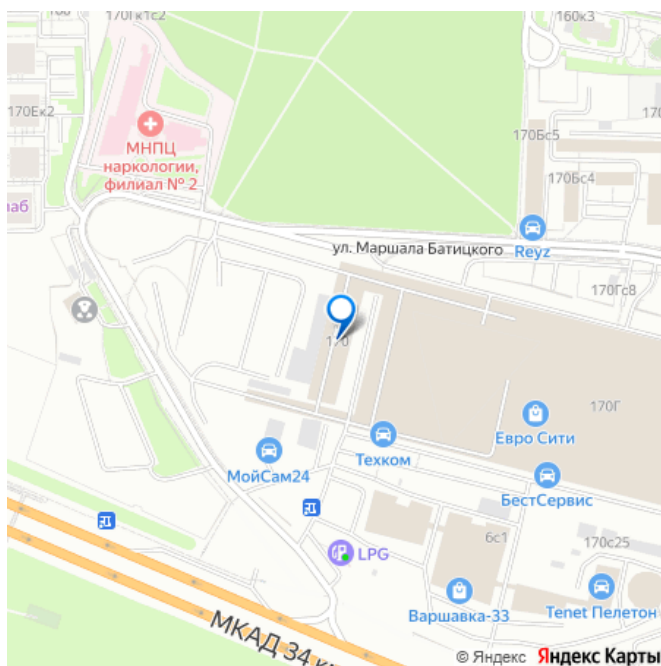 170Гк1с2
160к3
170Ек2
170Бс5
МНПЦ
наркологии,
филиал № 2
170Бс4
ул. Маршала Батицкого
Reyz
170Гс8
170
170Г
Евро Сити
Техком
МойСам24
БестСервис
6с1
170с25
LPG
Варшавка-33
Tenet Пелетон
МКАД 34 к
© Яндекс Яндекс Карты